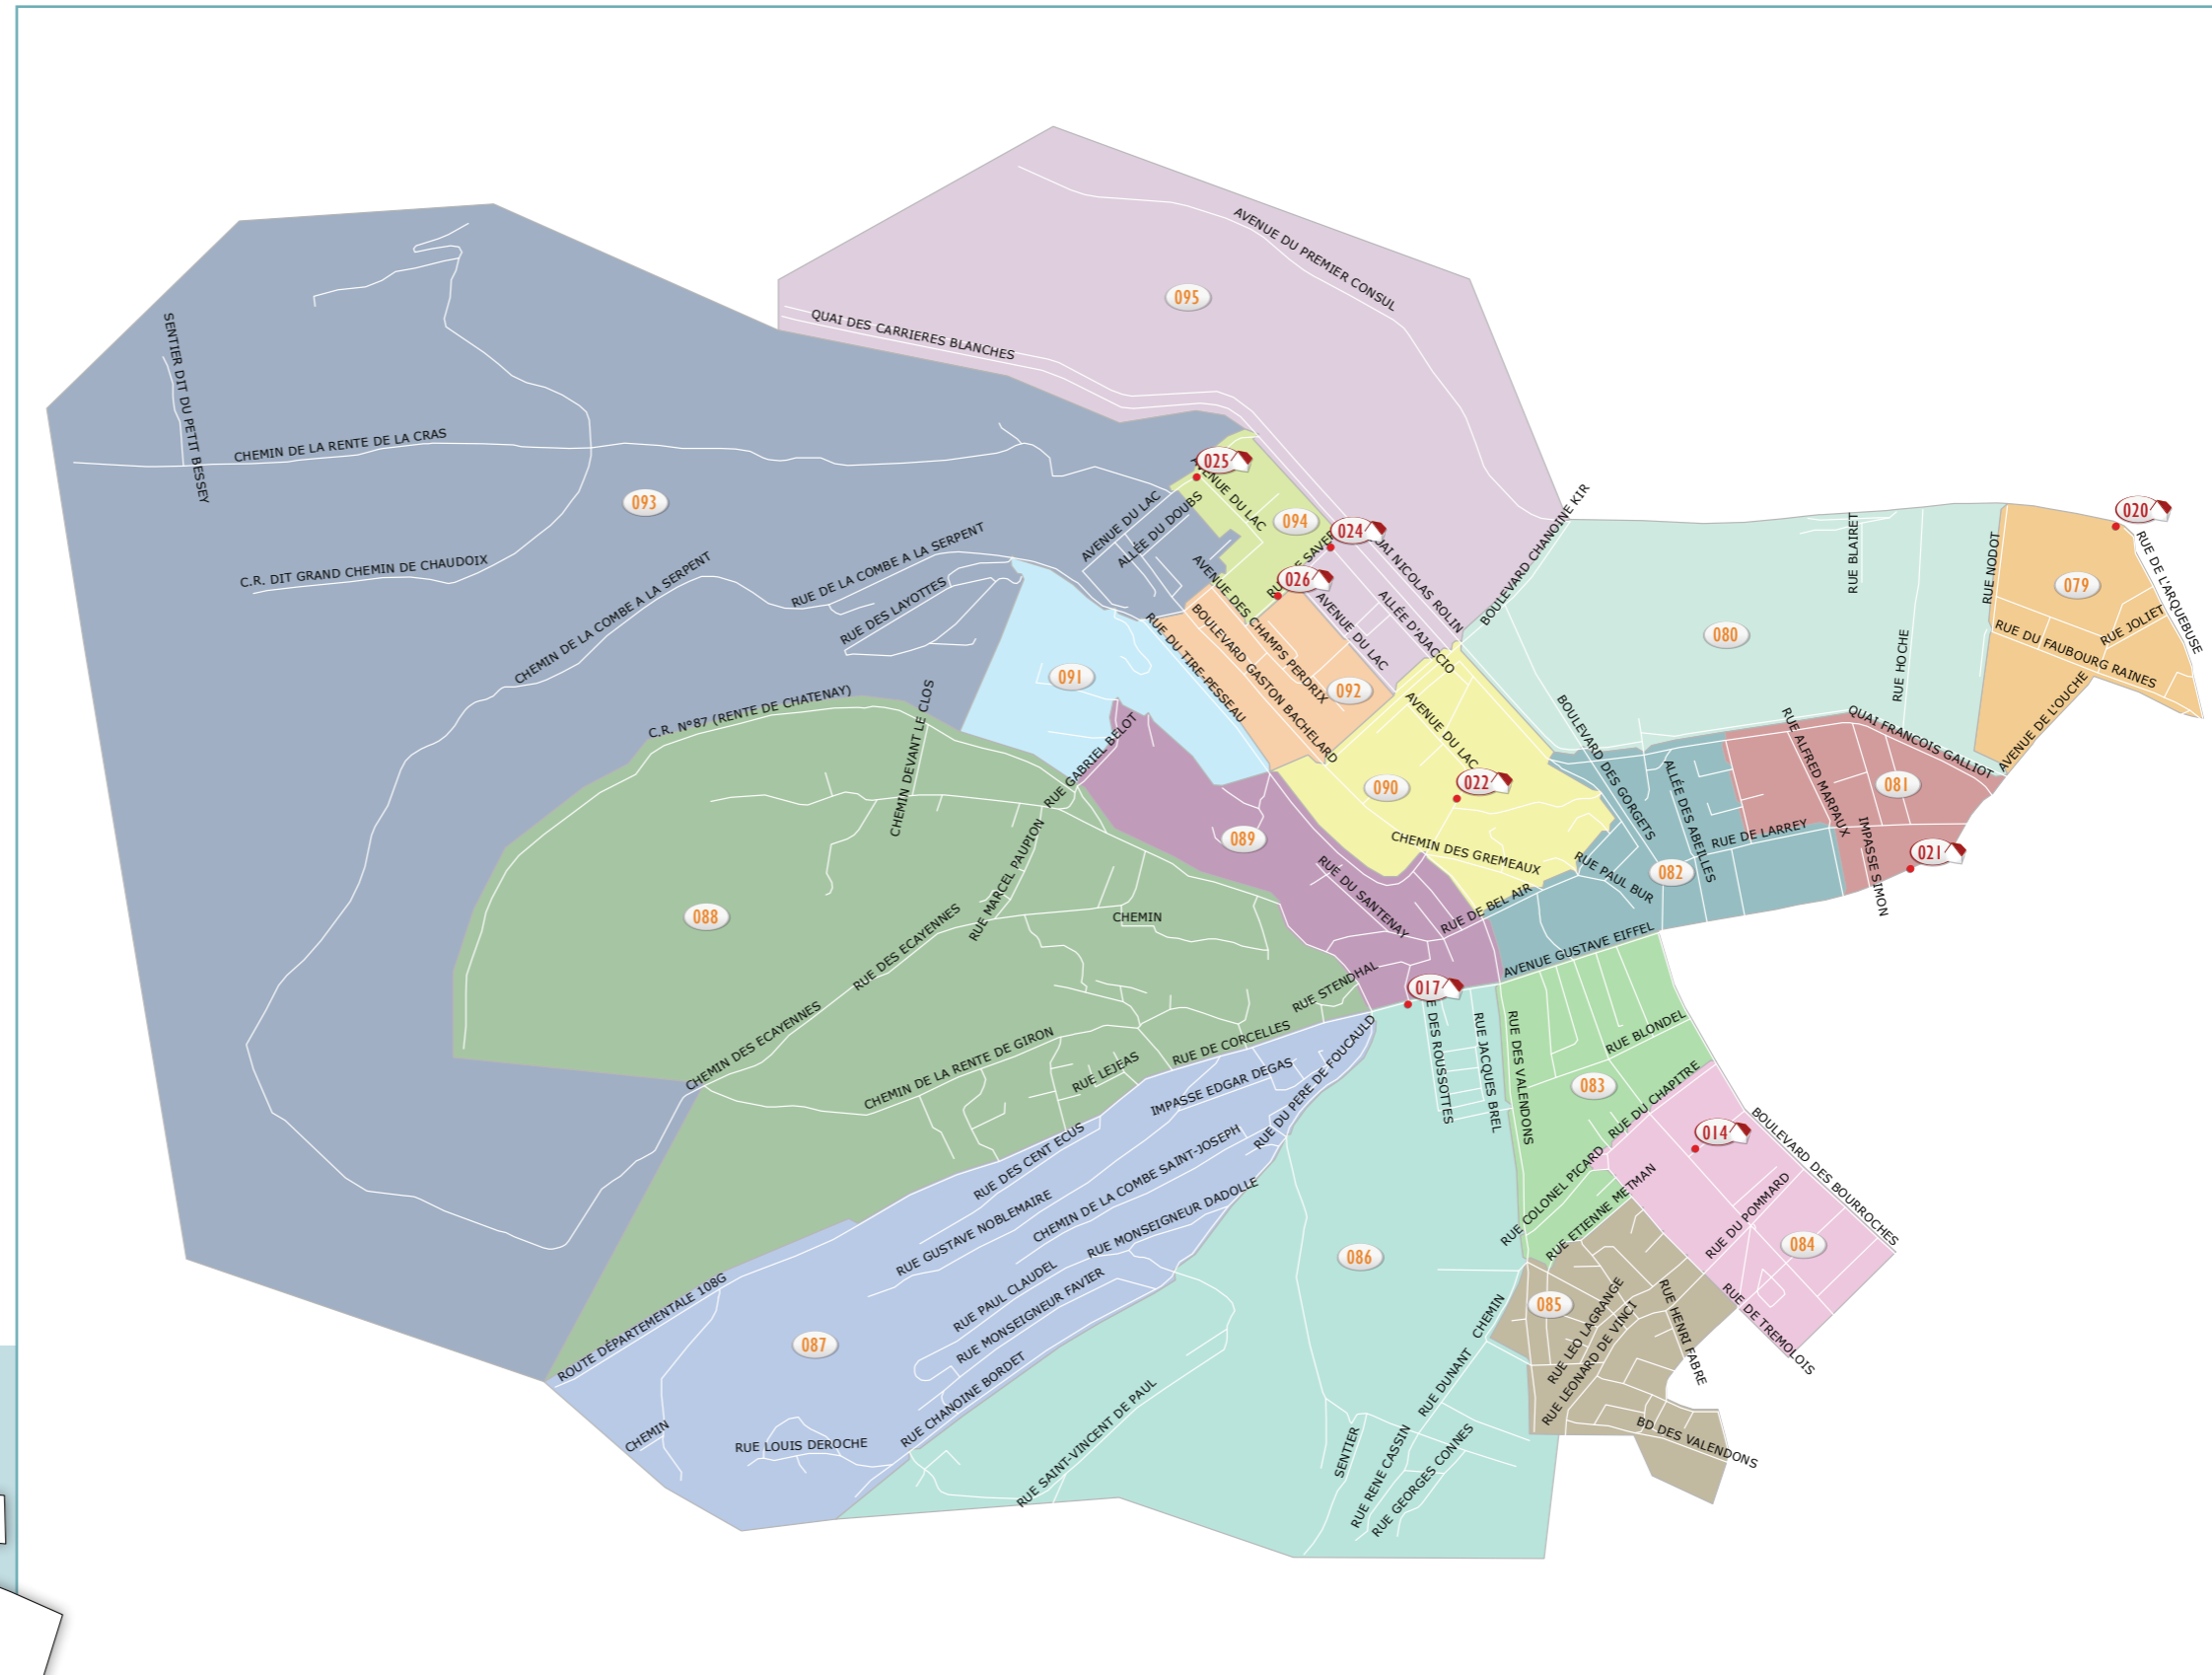 AVENUE DU PREMIER CONSUL
095
QUAI DES CARRIERES BLANCHES
SENTIER DIT DU PETIT BESSEY
CHEMIN DE LA RENTE DE LA CRAS
093
C.R. DIT GRAND CHEMIN DE CHAUDOIX
CHEMIN DE LA COMBE A LA SERPENT
RUE DE LA COMBE A LA SERPENT
RUE DES LAYOTTES
AVENUE DU LAC
ALLÉE DU DOUBS
025
AVENUE DU LAC
094
024
026
QUAI NICOLAS ROLIN
BOULEVARD CHANOINE KIR
AVENUE DES CHAMPS PERDRIX
BOULEVARD GASTON BACHELARD
RUE DU TIRE-PESSEAU
AVENUE DU LAC
ALLÉE D'AJACCIO
092
091
RUE BLAIRET
080
RUE HOCHE
RUE NODOT
020
079
RUE DE L'ARQUEBUSE
RUE JOLIET
RUE DU FAUBOURG RAINES
AVENUE DE L'OUCHE
C.R. N°87 (RENTE DE CHATENAY)
CHEMIN DEVANT LE CLOS
RUE GABRIEL BELOT
AVENUE DU LAC
022
090
CHEMIN DES GREMEAUX
BOULEVARD DES GORGETS
ALLÉE DES ABEILLES
RUE ALFRED MARPAUX
QUAI FRANCOIS GALLIOT
081
RUE DE LARREY
IMPASSE SIMON
021
082
RUE PAUL BUR
089
RUE DU SANTENAY
RUE DE BEL AIR
AVENUE GUSTAVE EIFFEL
RUE MARCEL PAUPION
088
CHEMIN
RUE DES ECAYENNES
CHEMIN DES ECAYENNES
RUE STENDHAL
017
CHEMIN DE LA RENTE DE GIRON
RUE LEJEAS
RUE DE CORCELLES
DES ROUSSOTTES
RUE JACQUES BREL
RUE DES VALENDONS
RUE BLONDEL
083
RUE DU CHAPITRE
014
BOULEVARD DES BOURROCHES
RUE COLONEL PICARD
RUE ETIENNE METMAN
RUE DU POMMARD
084
RUE DE TREMOLOIS
IMPASSE EDGAR DEGAS
RUE DU PERE DE FOUCAULD
RUE DES CENT ECUS
CHEMIN DE LA COMBE SAINT-JOSEPH
RUE GUSTAVE NOBLEMAIRE
RUE MONSEIGNEUR DADOLLE
RUE PAUL CLAUDEL
RUE MONSEIGNEUR FAVIER
RUE CHANOINE BORDET
ROUTE DÉPARTEMENTALE 108G
087
CHEMIN
RUE LOUIS DEROCHE
RUE SAINT-VINCENT DE PAUL
086
085
CHEMIN
RUE DUNANT
RUE LEO LAGRANGE
RUE LEONARD DE VINCI
RUE HENRI FABRE
BD DES VALENDONS
SENTIER
RUE RENE CASSIN
RUE GEORGES CONNES